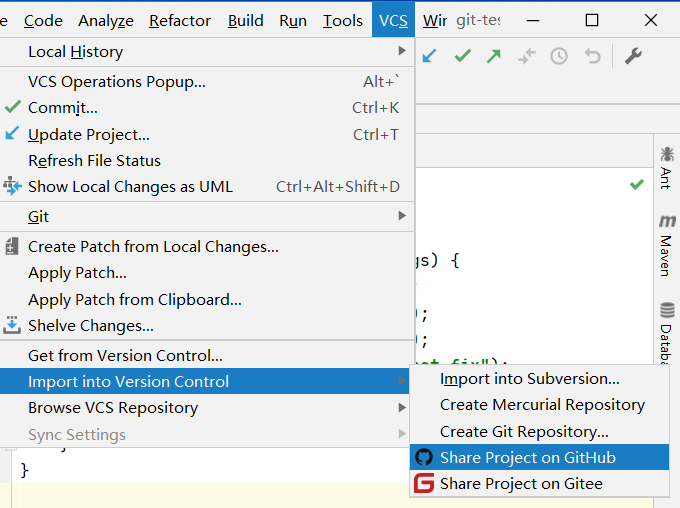 e Code Analyze Refactor Build Run Tools VCS Win git-tes
Local History
VCS Operations Popup... Alt+`
Commit... Ctrl+K
Update Project... Ctrl+T
Refresh File Status
Show Local Changes as UML Ctrl+Alt+Shift+D
Git
Create Patch from Local Changes...
Apply Patch...
Apply Patch from Clipboard...
Shelve Changes...
Get from Version Control...
Import into Version Control
Browse VCS Repository
Sync Settings
Import into Subversion...
Create Mercurial Repository
Create Git Repository...
Share Project on GitHub
Share Project on Gitee
gs) {
);
);
fix");
}
Ant
Maven
Databa